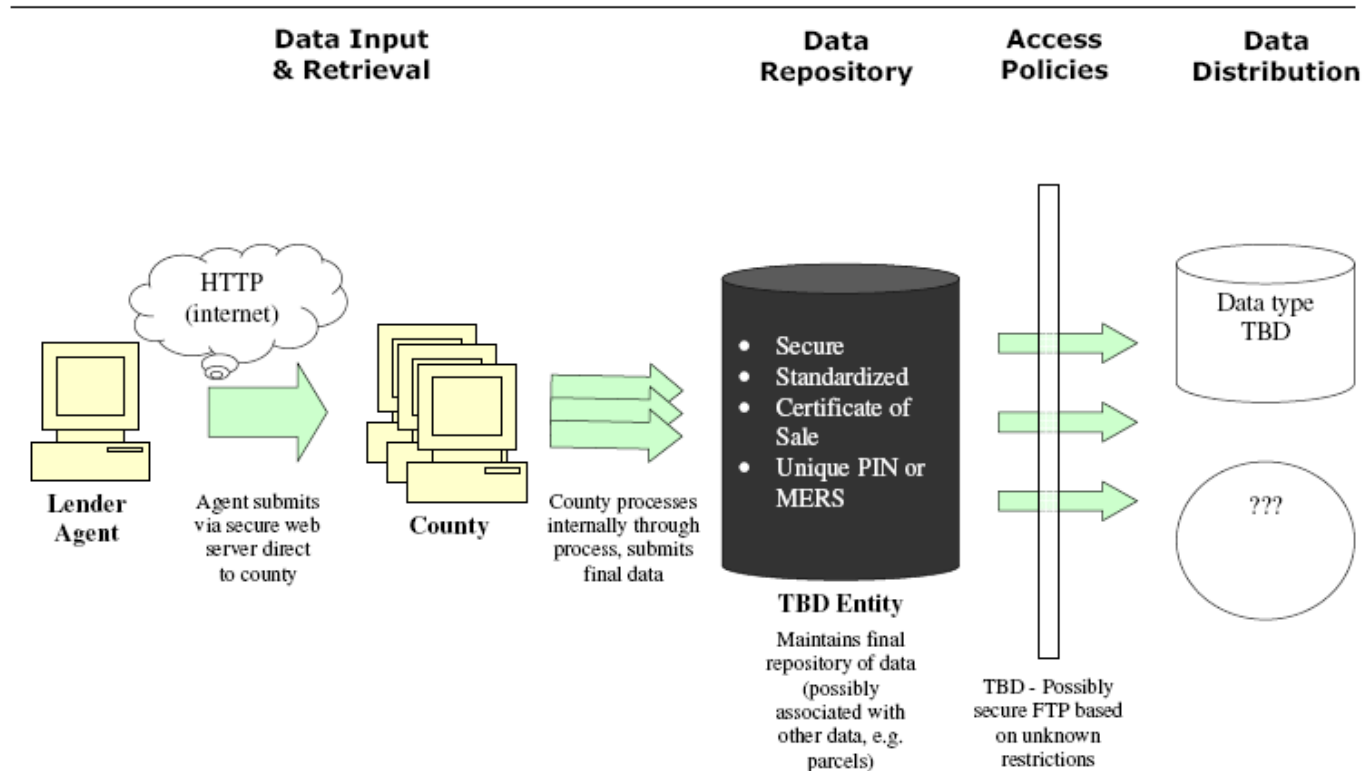 Data Input
& Retrieval
Data
Repository
Access
Policies
Data
Distribution
HTTP
(internet)
Lender
Agent
Agent submits
via secure web
server direct
to county
County
County processes
internally through
process, submits
final data
• Secure
• Standardized
• Certificate of
Sale
• Unique PIN or
MERS
TBD Entity
Maintains final
repository of data
(possibly
associated with
other data, e.g.
parcels)
TBD - Possibly
secure FTP based
on unknown
restrictions
Data type
TBD
???